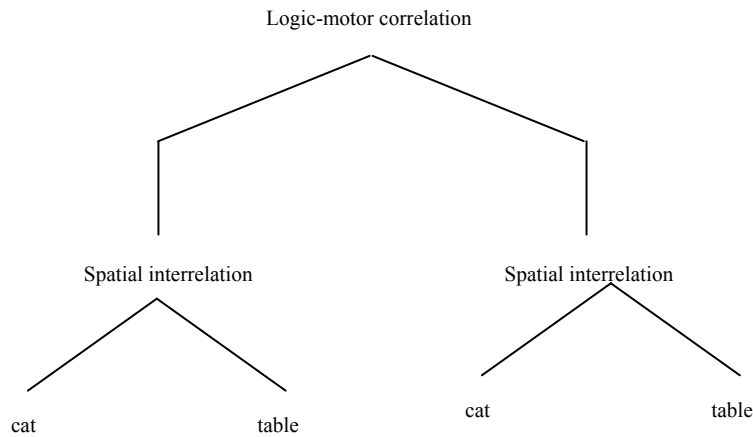 Logic-motor correlation
Spatial interrelation
Spatial interrelation
cat
table
cat
table